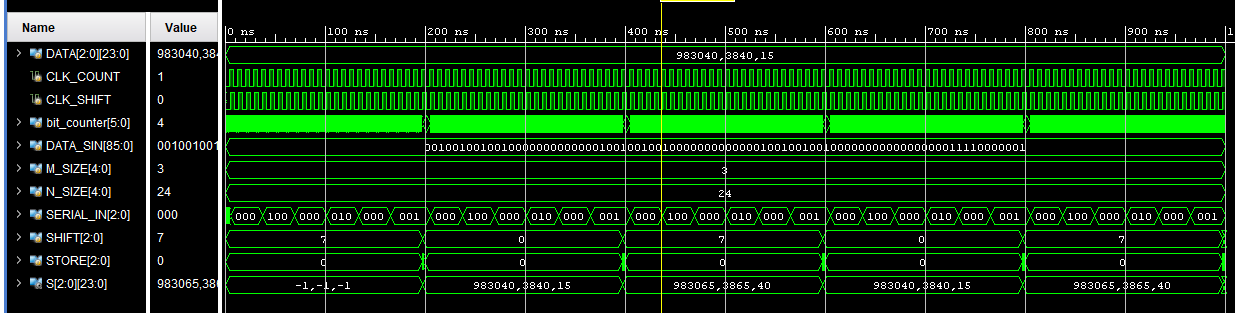 Name Value
0 ns 100 ns 200 ns 300 ns 400 ns 500 ns 600 ns 700 ns 800 ns 900 ns 1
DATA[2:0][23:0] 983040,384 983040,3840,15
CLK_COUNT 1
CLK_SHIFT 0
bit_counter[5:0] 4
DATA_SIN[85:0] 001001001
M_SIZE[4:0] 3 3
N_SIZE[4:0] 24 24
SERIAL_IN[2:0] 000 000 100 000 010 000 001 000 100 000 010 000 001 000 100 000 010 000 001 000 100 000 010 000 001 000 100 000 010 000 001
SHIFT[2:0] 7 7 0 7 0 7
STORE[2:0] 0 0 0 0 0 0
S[2:0][23:0] 983065,386 -1,-1,-1 983040,3840,15 983065,3865,40 983040,3840,15 983065,3865,40